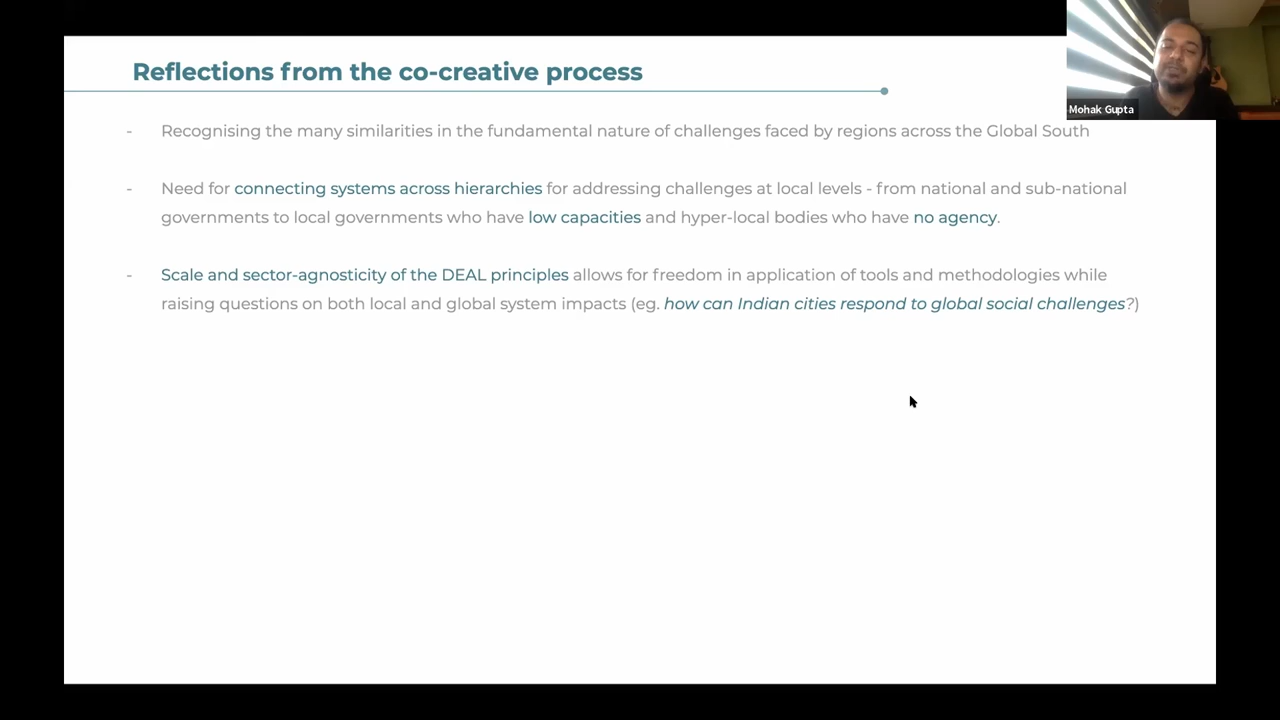 Reflections from the co-creative process
Mohak Gupta
- Recognising the many similarities in the fundamental nature of challenges faced by regions across the Global South
- Need for connecting systems across hierarchies for addressing challenges at local levels - from national and sub-national
governments to local governments who have low capacities and hyper-local bodies who have no agency.
- Scale and sector-agnosticity of the DEAL principles allows for freedom in application of tools and methodologies while
raising questions on both local and global system impacts (eg. how can Indian cities respond to global social challenges?)